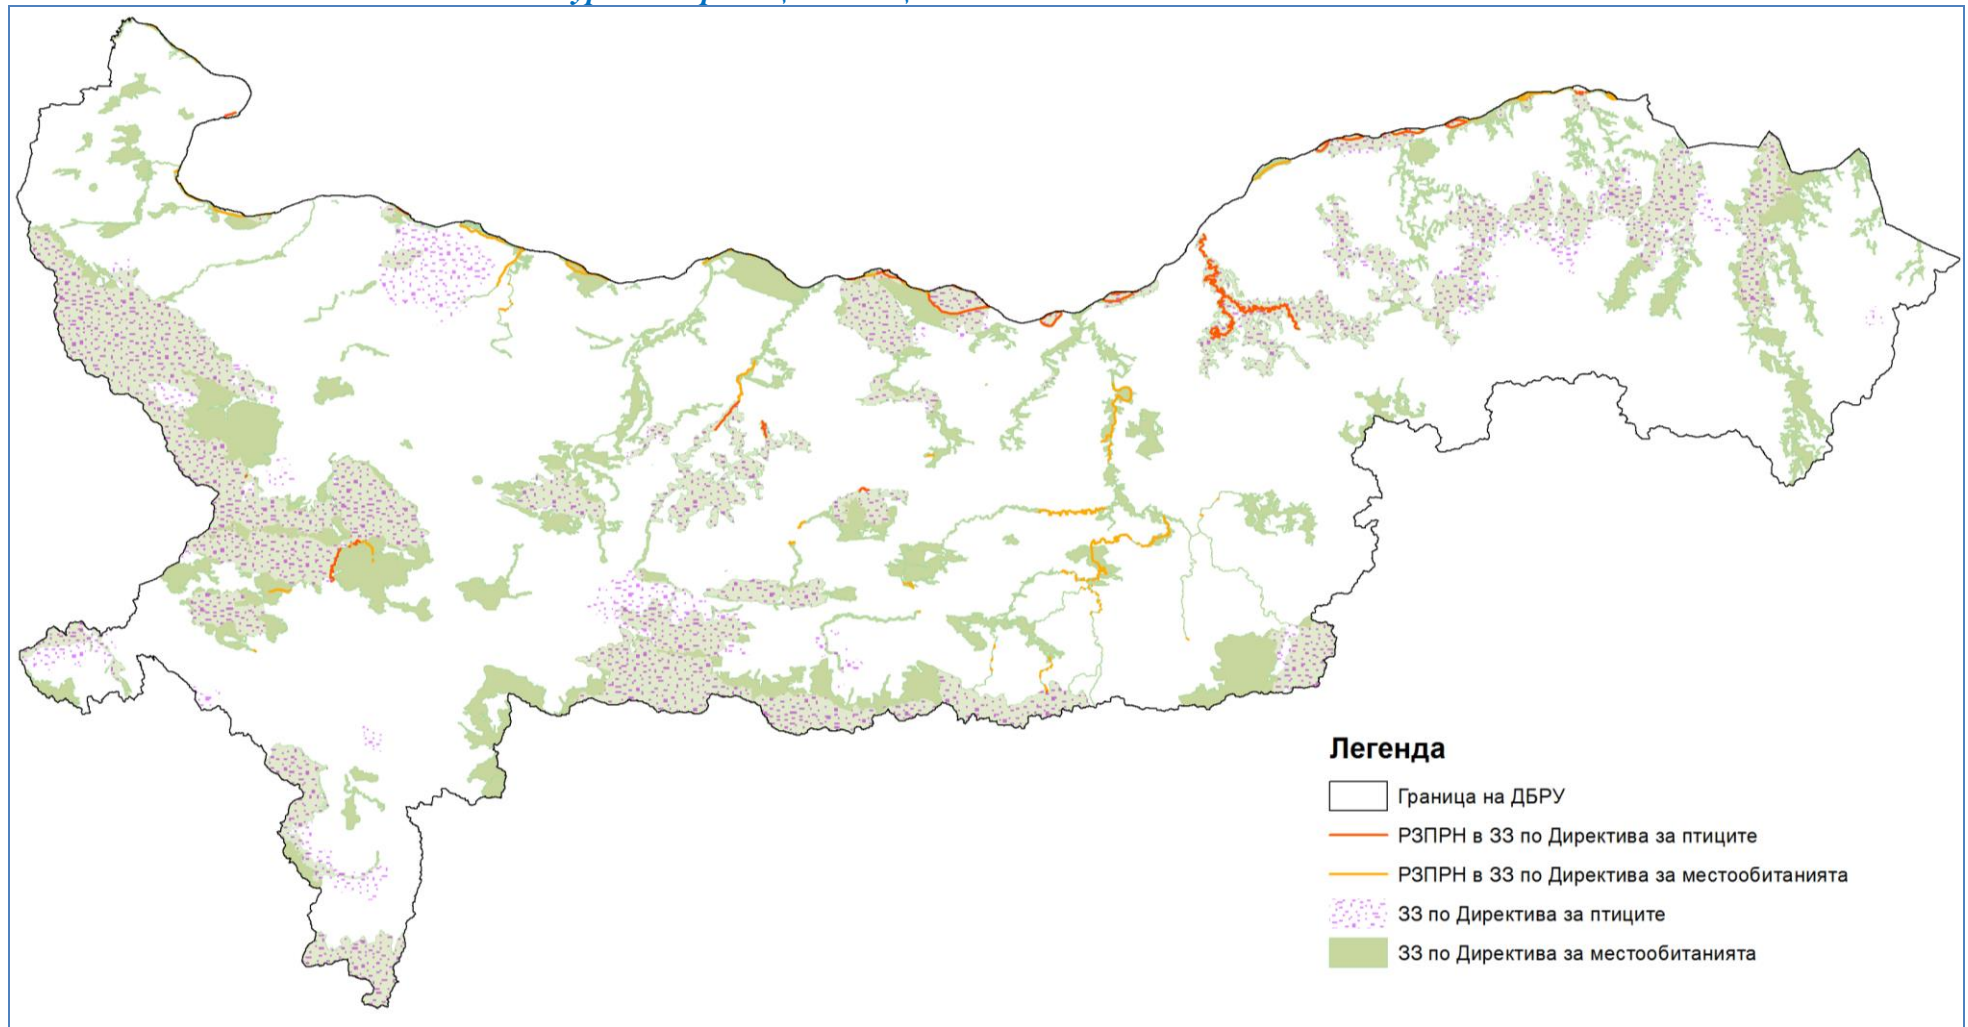 Легенда
Граница на ДБРУ
РЗПРН в ЗЗ по Директива за птиците
РЗПРН в ЗЗ по Директива за местообитанията
ЗЗ по Директива за птиците
ЗЗ по Директива за местообитанията